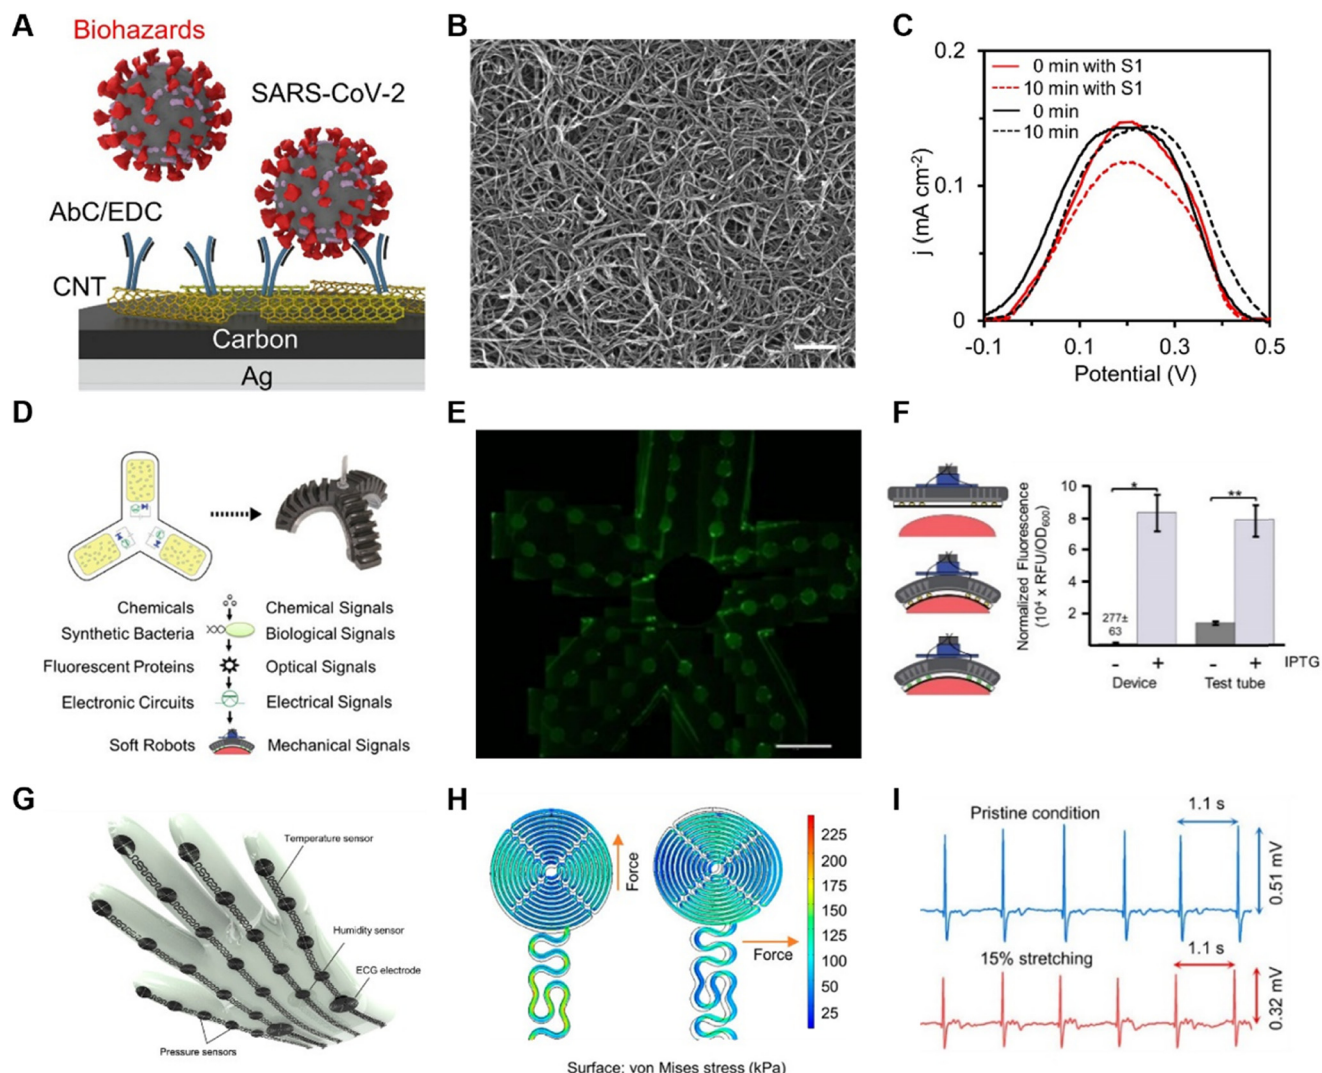 A
Biohazards
SARS-CoV-2
AbC/EDC
CNT
Carbon
Ag
B
C
0.2
0.1
0
0 min with S1
10 min with S1
0 min
10 min
j (mA cm⁻²)
-0.1
0.1
0.3
0.5
Potential (V)
D
Chemicals
Chemical Signals
Synthetic Bacteria
Biological Signals
Fluorescent Proteins
Optical Signals
Electronic Circuits
Electrical Signals
Soft Robots
Mechanical Signals
E
F
Normalized Fluorescence
(10⁴ x RFU/OD₆₀₀)
10
8
6
4
2
*
**
277±
63
- + - + IPTG
Device
Test tube
G
Temperature sensor
Humidity sensor
ECG electrode
Pressure sensors
H
Force
Force
225
200
175
150
125
100
75
50
25
Surface: von Mises stress (kPa)
I
Pristine condition
1.1 s
0.51 mV
15% stretching
1.1 s
0.32 mV